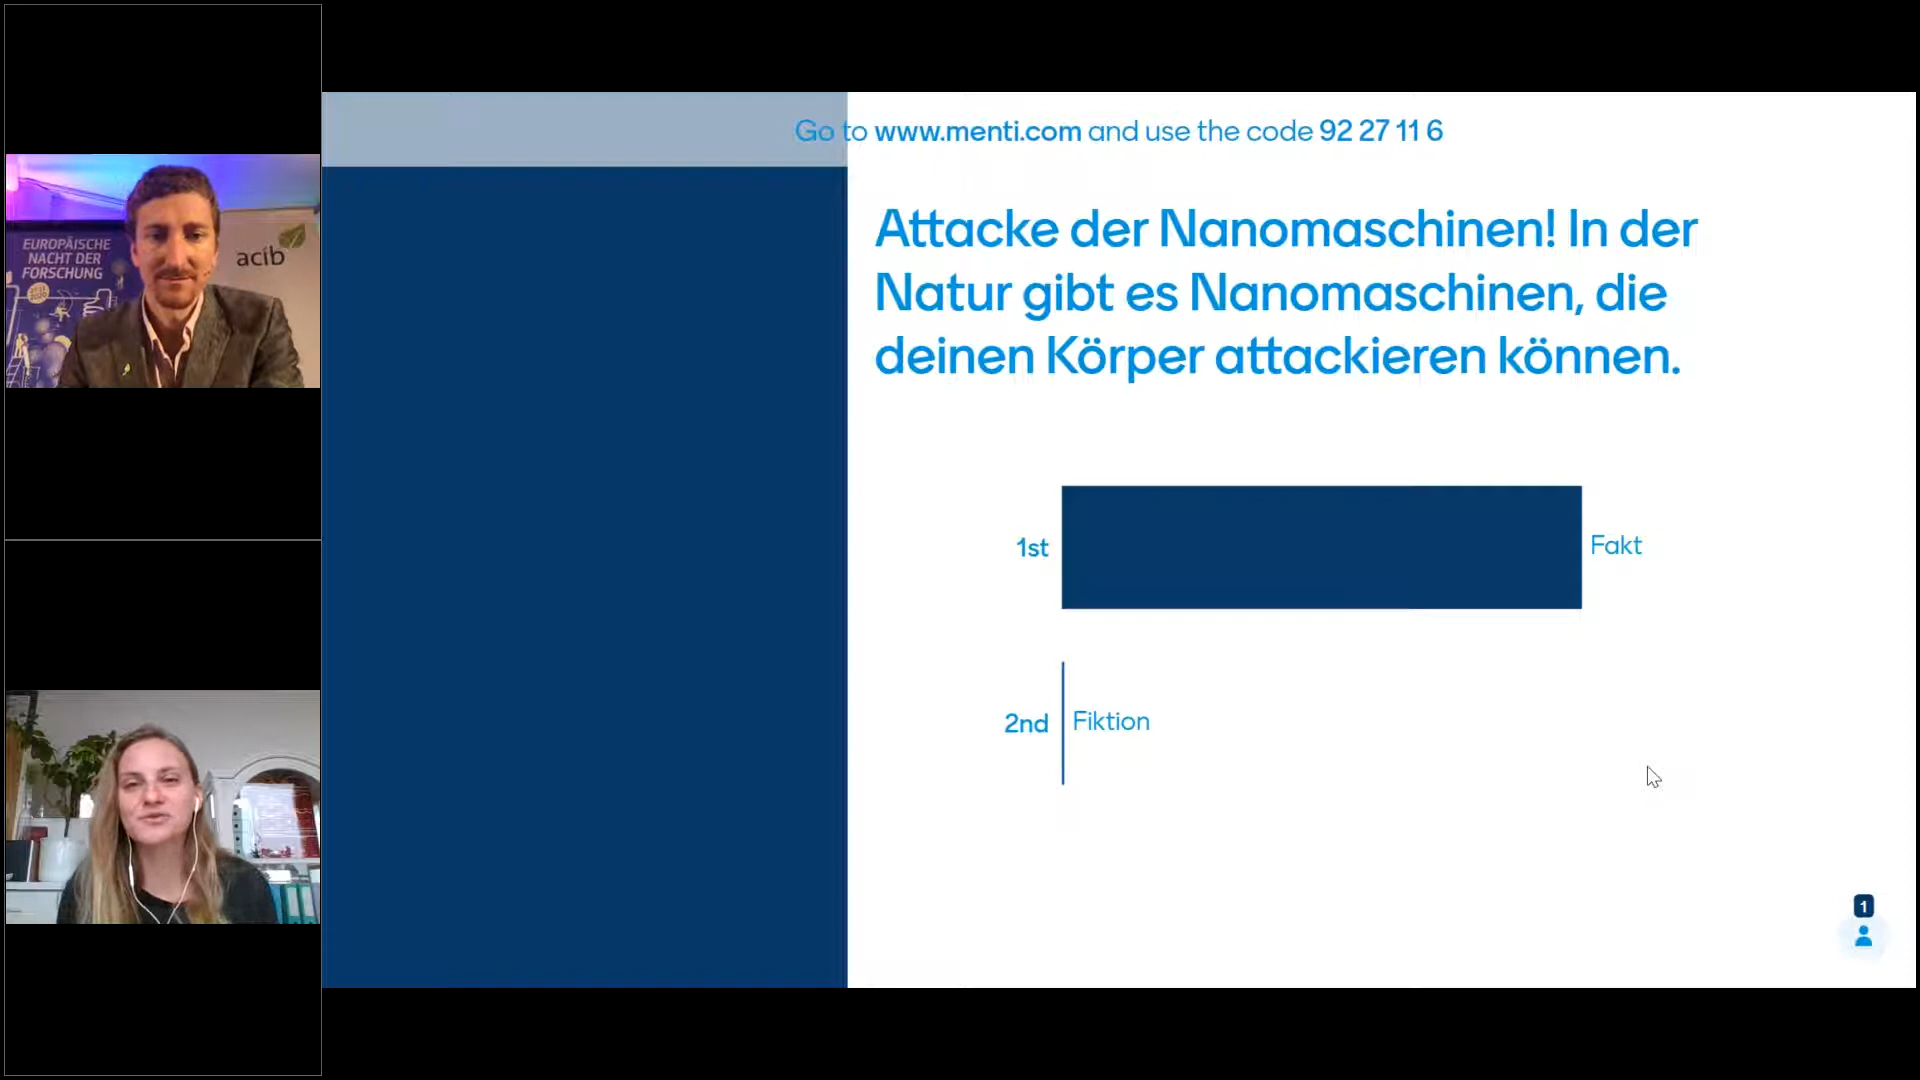 EUROPÄISCHE
NACHT DER
FORSCHUNG
2020
acib
Go to www.menti.com and use the code 92 27 11 6
Attacke der Nanomaschinen! In der
Natur gibt es Nanomaschinen, die
deinen Körper attackieren können.
1st
Fakt
2nd
Fiktion
1